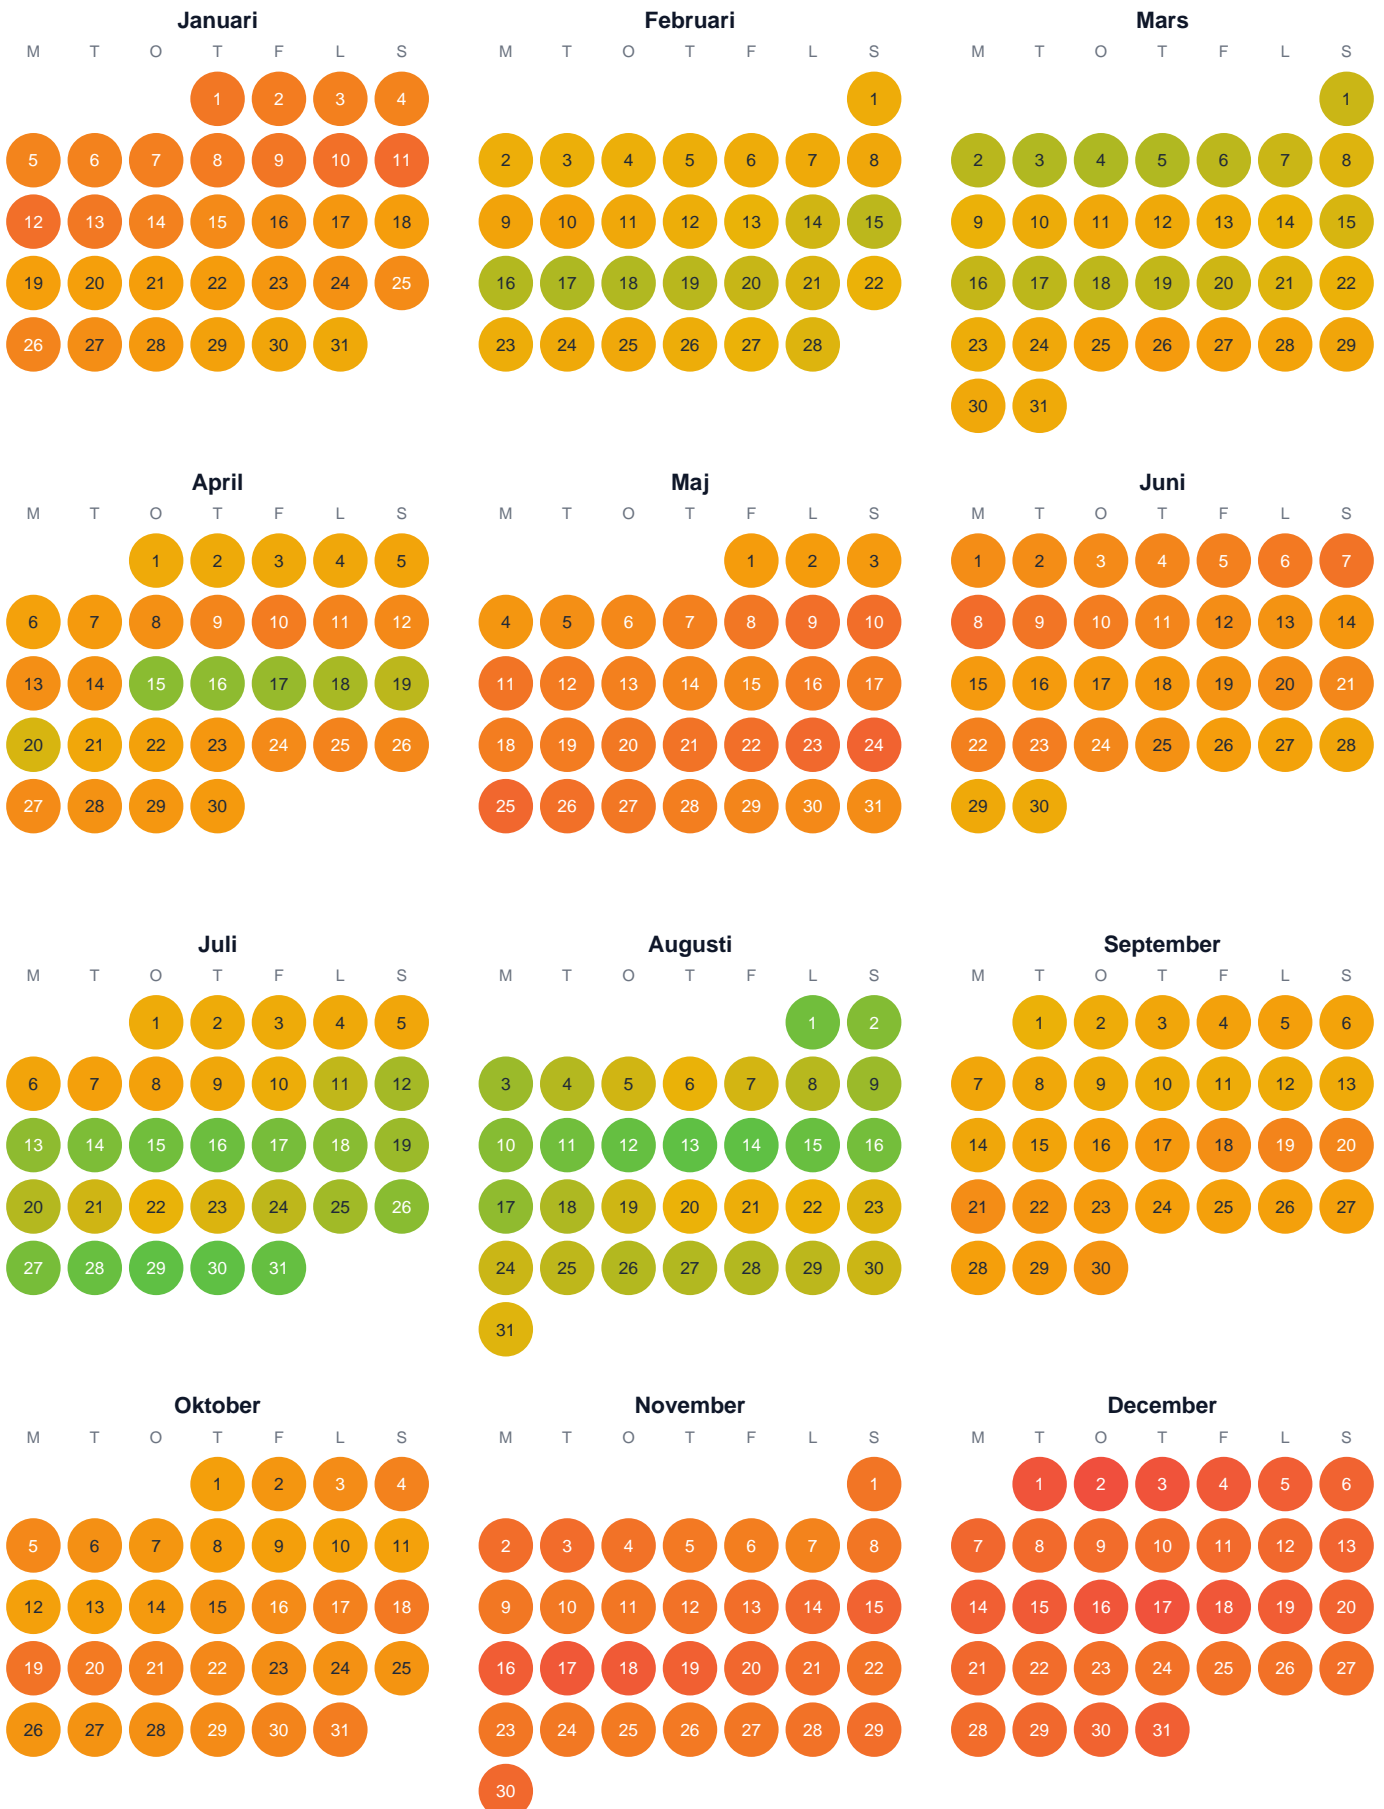 Januari Februari Mars
M T O T F L S M T O T F L S M T O T F L S
1 2 3 4 1 1
5 6 7 8 9 10 11 2 3 4 5 6 7 8 2 3 4 5 6 7 8
12 13 14 15 16 17 18 9 10 11 12 13 14 15 9 10 11 12 13 14 15
19 20 21 22 23 24 25 16 17 18 19 20 21 22 16 17 18 19 20 21 22
26 27 28 29 30 31 23 24 25 26 27 28 23 24 25 26 27 28 29
30 31
April Maj Juni
M T O T F L S M T O T F L S M T O T F L S
1 2 3 4 5 1 2 3 1 2 3 4 5 6 7
6 7 8 9 10 11 12 4 5 6 7 8 9 10 8 9 10 11 12 13 14
13 14 15 16 17 18 19 11 12 13 14 15 16 17 15 16 17 18 19 20 21
20 21 22 23 24 25 26 18 19 20 21 22 23 24 22 23 24 25 26 27 28
27 28 29 30 25 26 27 28 29 30 31 29 30
Juli Augusti September
M T O T F L S M T O T F L S M T O T F L S
1 2 3 4 5 1 2 1 2 3 4 5 6
6 7 8 9 10 11 12 3 4 5 6 7 8 9 7 8 9 10 11 12 13
13 14 15 16 17 18 19 10 11 12 13 14 15 16 14 15 16 17 18 19 20
20 21 22 23 24 25 26 17 18 19 20 21 22 23 21 22 23 24 25 26 27
27 28 29 30 31 24 25 26 27 28 29 30 28 29 30
31
Oktober November December
M T O T F L S M T O T F L S M T O T F L S
1 2 3 4 1 1 2 3 4 5 6
5 6 7 8 9 10 11 2 3 4 5 6 7 8 7 8 9 10 11 12 13
12 13 14 15 16 17 18 9 10 11 12 13 14 15 14 15 16 17 18 19 20
19 20 21 22 23 24 25 16 17 18 19 20 21 22 21 22 23 24 25 26 27
26 27 28 29 30 31 23 24 25 26 27 28 29 28 29 30 31
30